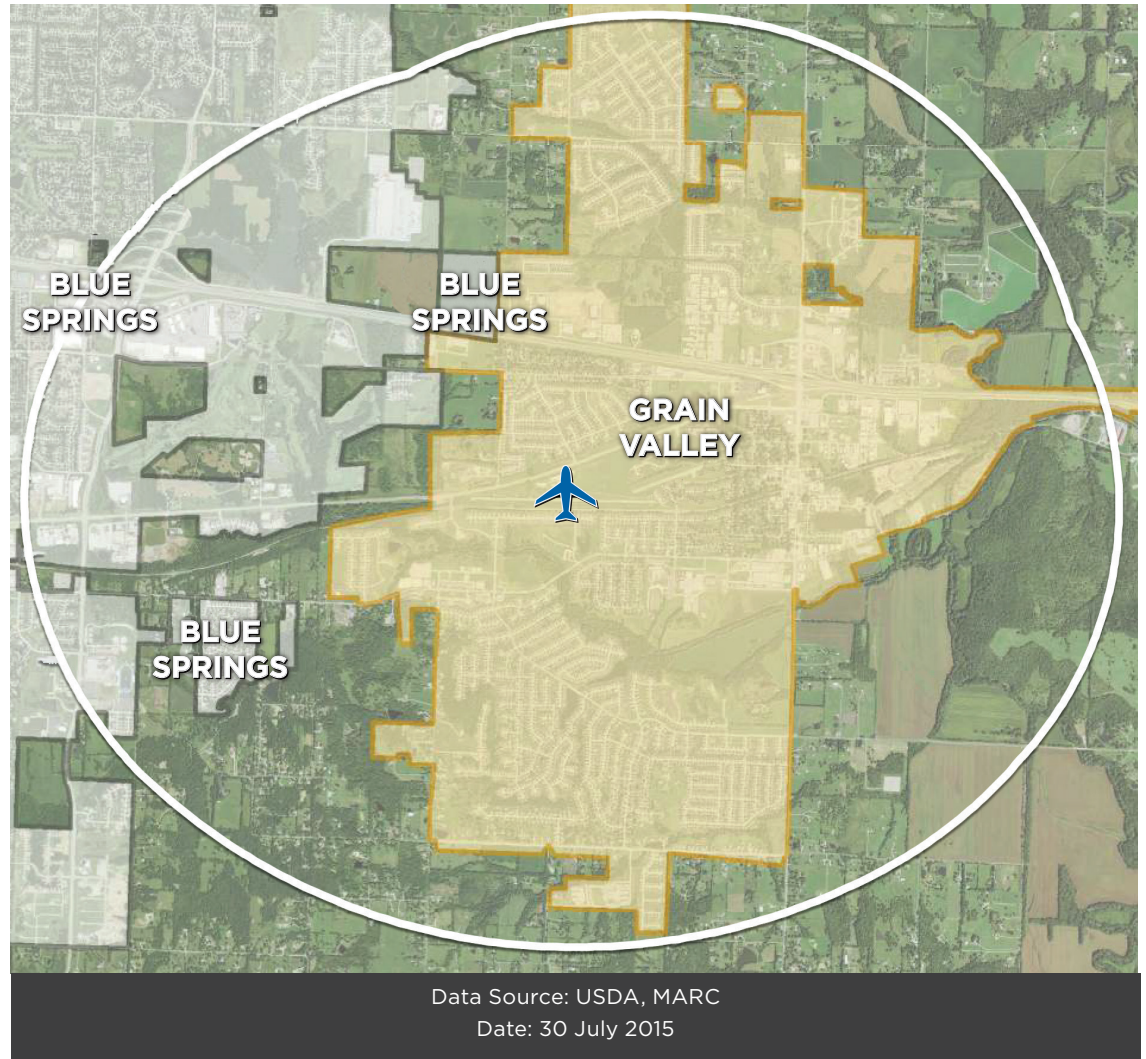 BLUE
SPRINGS
BLUE
SPRINGS
GRAIN
VALLEY
BLUE
SPRINGS
Data Source: USDA, MARC
Date: 30 July 2015